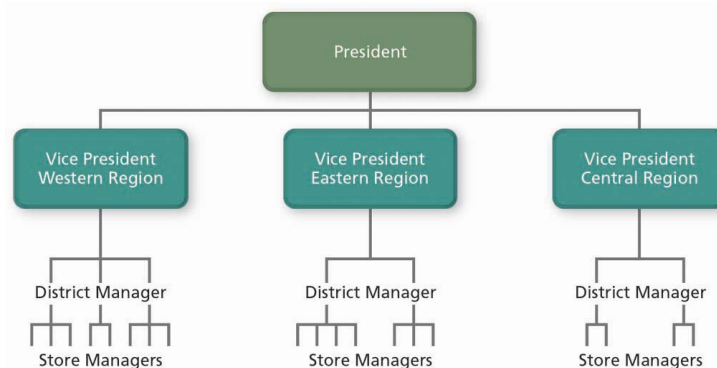 President
Vice President
Western Region
Vice President
Eastern Region
Vice President
Central Region
District Manager
District Manager
District Manager
Store Managers
Store Managers
Store Managers